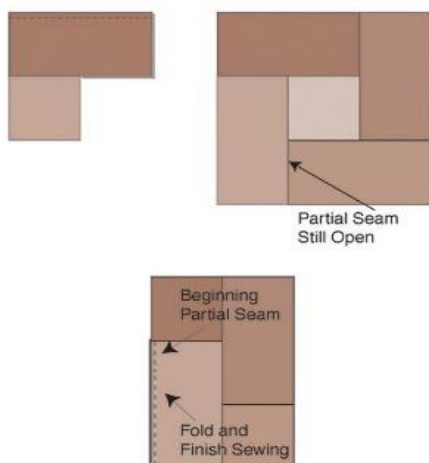 Partial Seam
Still Open
Beginning
Partial Seam
Fold and
Finish Sewing